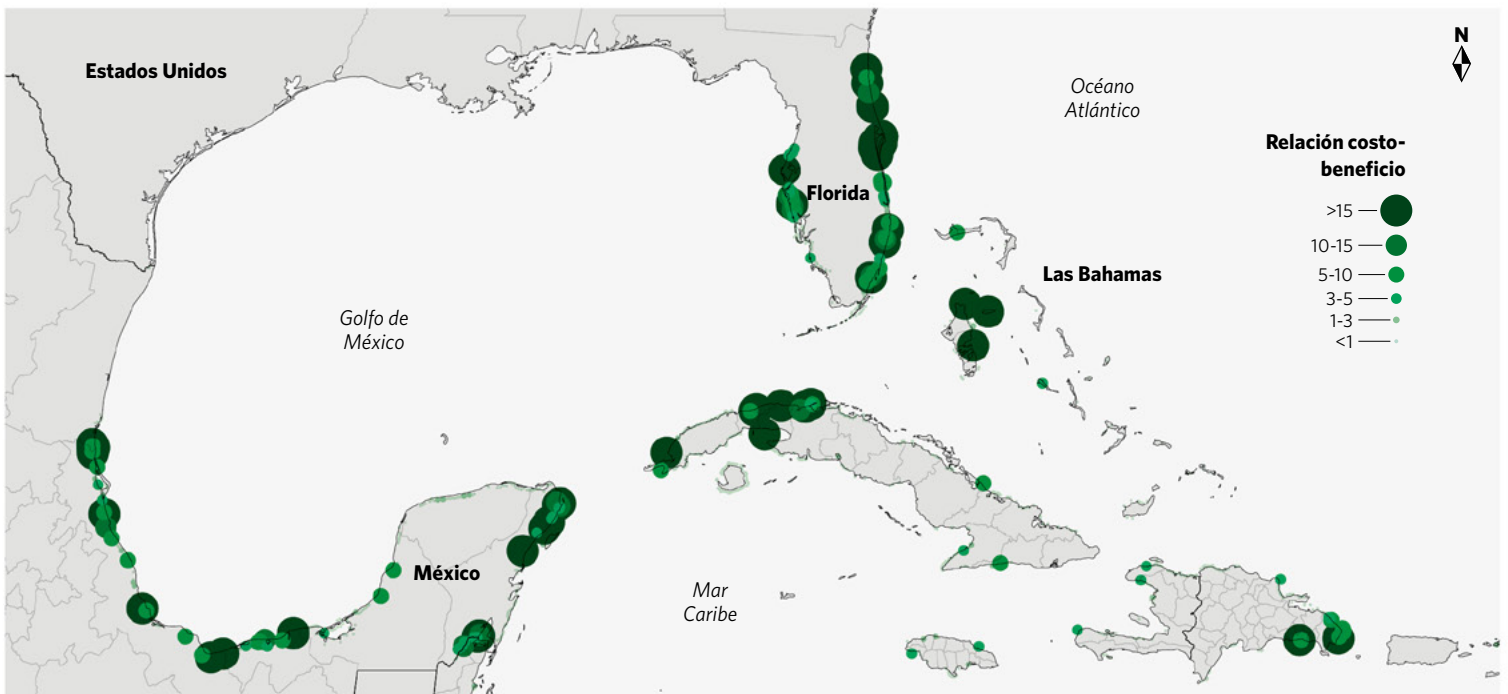 Estados Unidos
Océano
Atlántico
N
Relación costo-
beneficio
>15
10-15
5-10
3-5
1-3
<1
Florida
Las Bahamas
Golfo de
México
México
Mar
Caribe